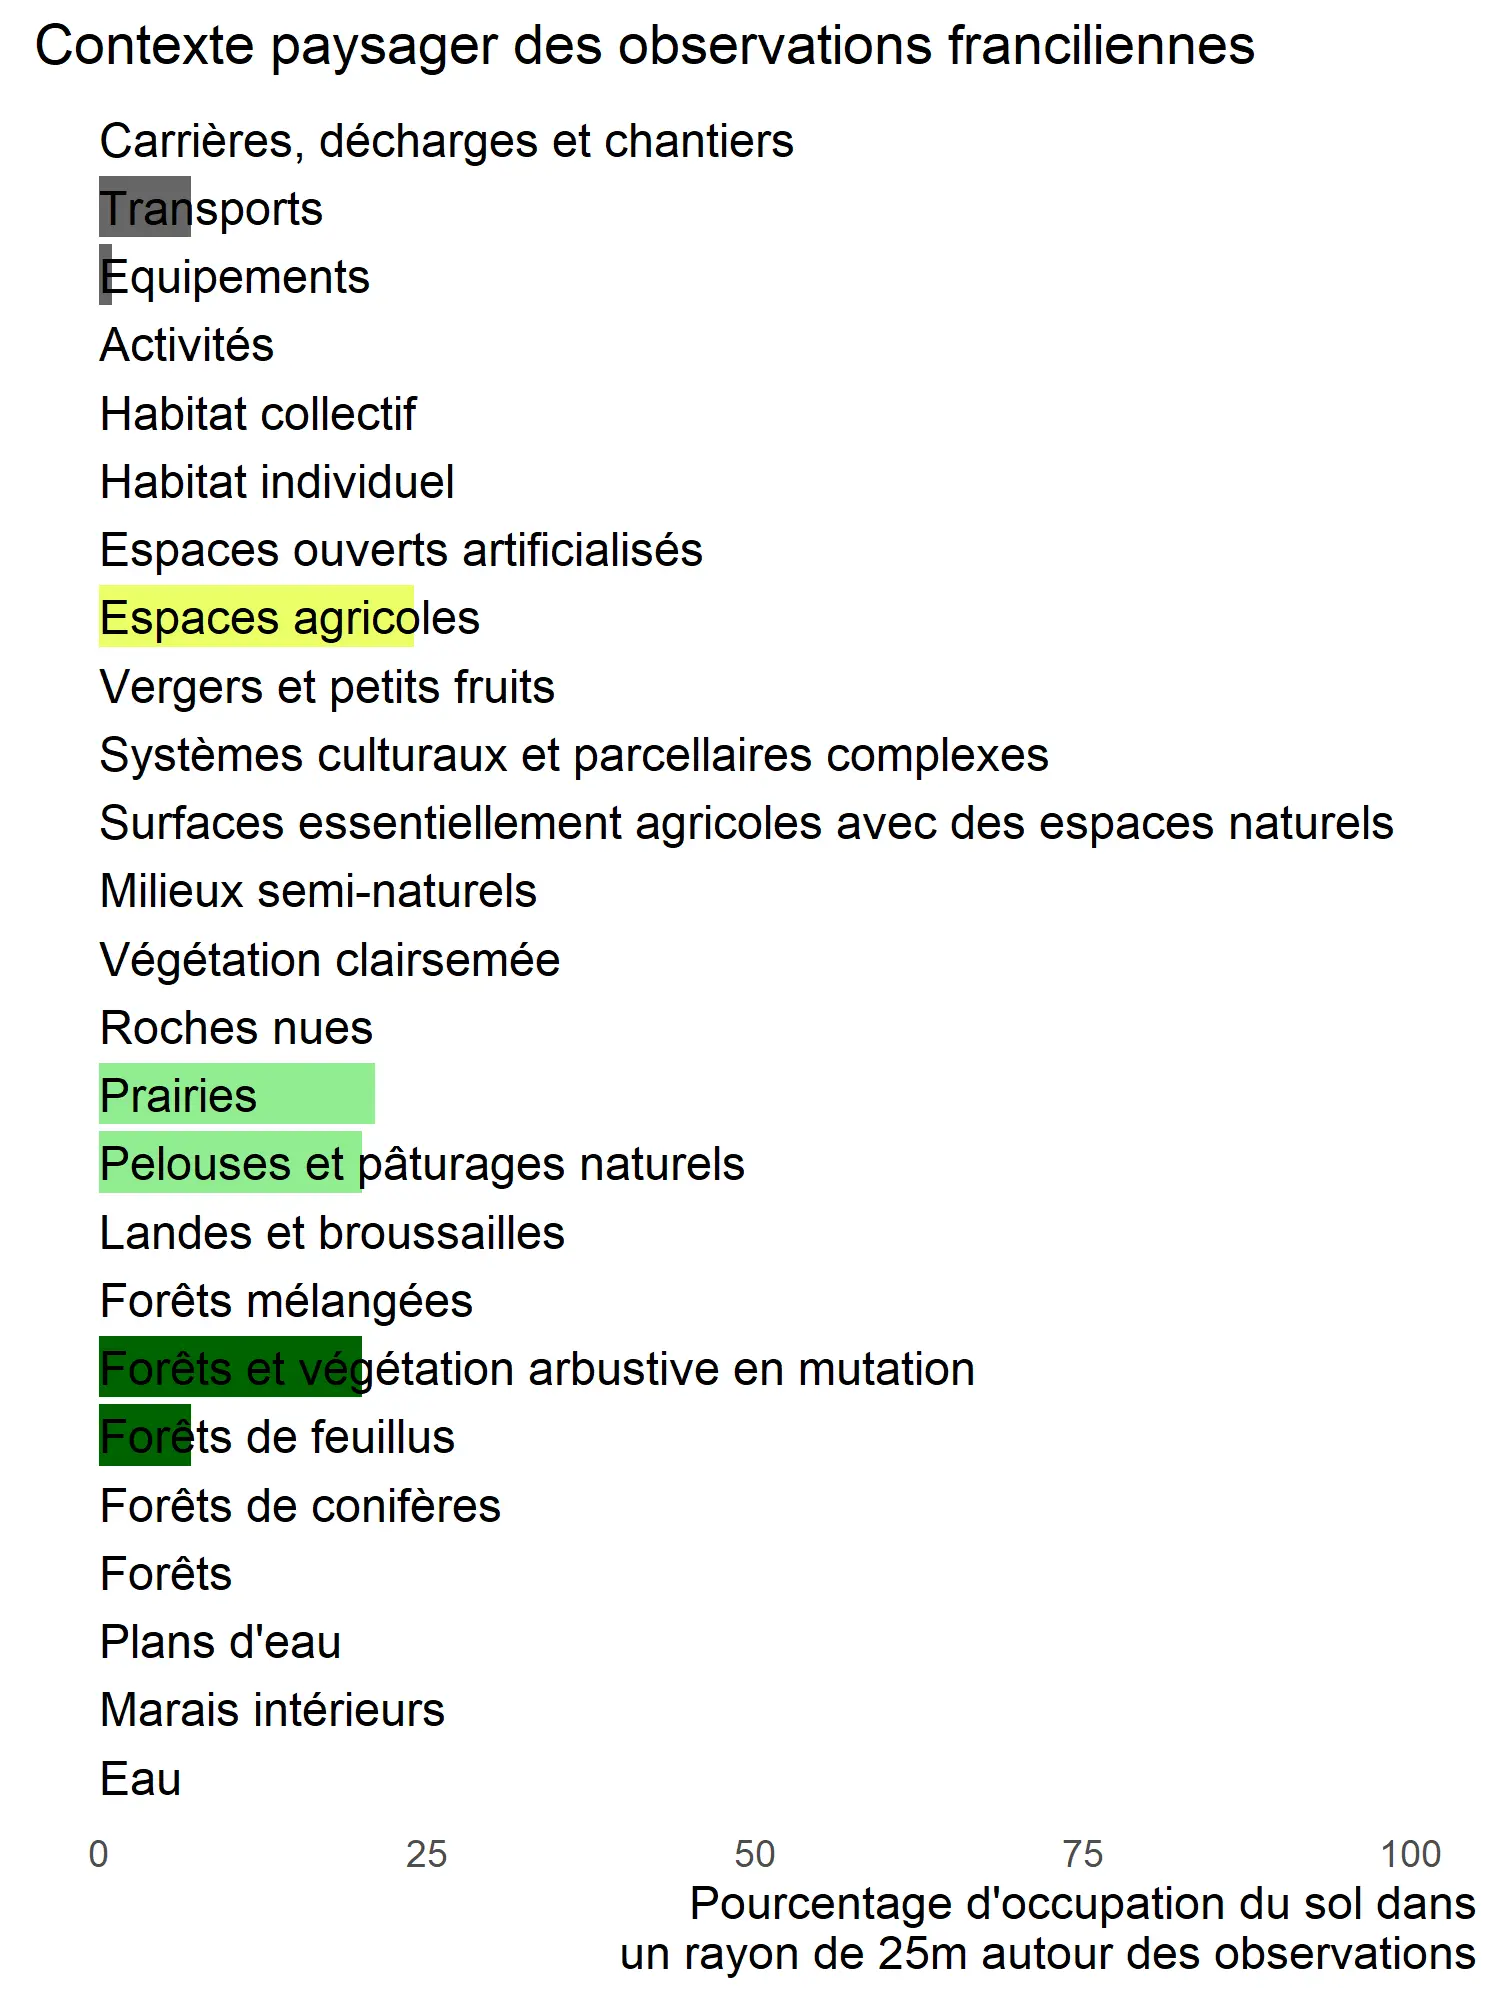 Contexte paysager des observations franciliennes
Carrières, décharges et chantiers
Transports
Equipements
Activités
Habitat collectif
Habitat individuel
Espaces ouverts artificialisés
Espaces agricoles
Vergers et petits fruits
Systèmes culturaux et parcellaires complexes
Surfaces essentiellement agricoles avec des espaces naturels
Milieux semi-naturels
Végétation clairsemée
Roches nues
Prairies
Pelouses et pâturages naturels
Landes et broussailles
Forêts mélangées
Forêts et végétation arbustive en mutation
Forêts de feuillus
Forêts de conifères
Forêts
Plans d'eau
Marais intérieurs
Eau
0 25 50 75 100
Pourcentage d'occupation du sol dans
un rayon de 25m autour des observations